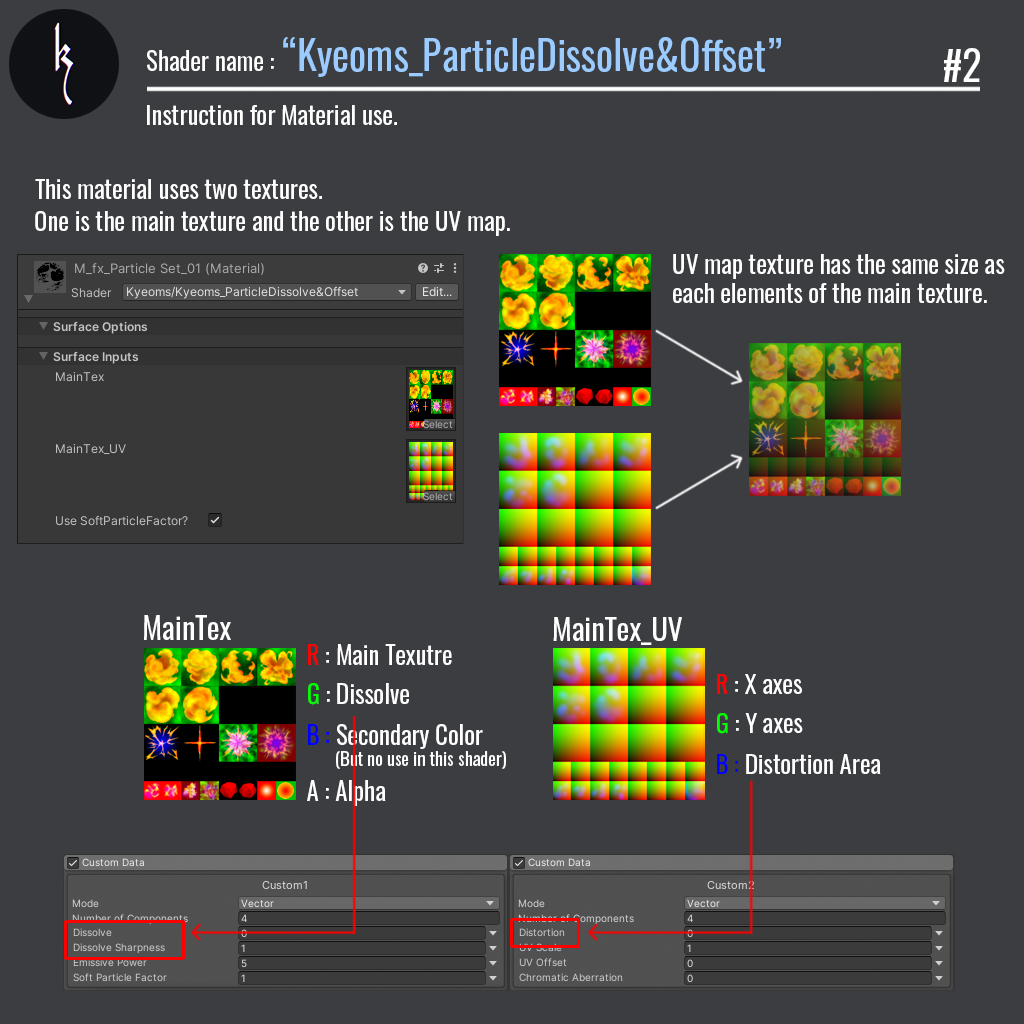 k
Shader name : “Kyeoms_ParticleDissolve&Offset”
#2
Instruction for Material use.
This material uses two textures.
One is the main texture and the other is the UV map.
M_fx_Particle Set_01 (Material)
Shader
Kyeoms/Kyeoms_ParticleDissolve&Offset
Edit...
Surface Options
Surface Inputs
MainTex
Select
MainTex_UV
Select
Use SoftParticleFactor?
UV map texture has the same size as
each elements of the main texture.
MainTex
R : Main Texutre
G : Dissolve
B : Secondary Color
(But no use in this shader)
A : Alpha
MainTex_UV
R : X axes
G : Y axes
B : Distortion Area
Custom Data
Custom1
Mode Vector
Number of Components 4
Dissolve 0
Dissolve Sharpness 1
Emissive Power 5
Soft Particle Factor 1
Custom Data
Custom2
Mode Vector
Number of Components 4
Distortion 0
UV Scale 1
UV Offset 0
Chromatic Aberration 0